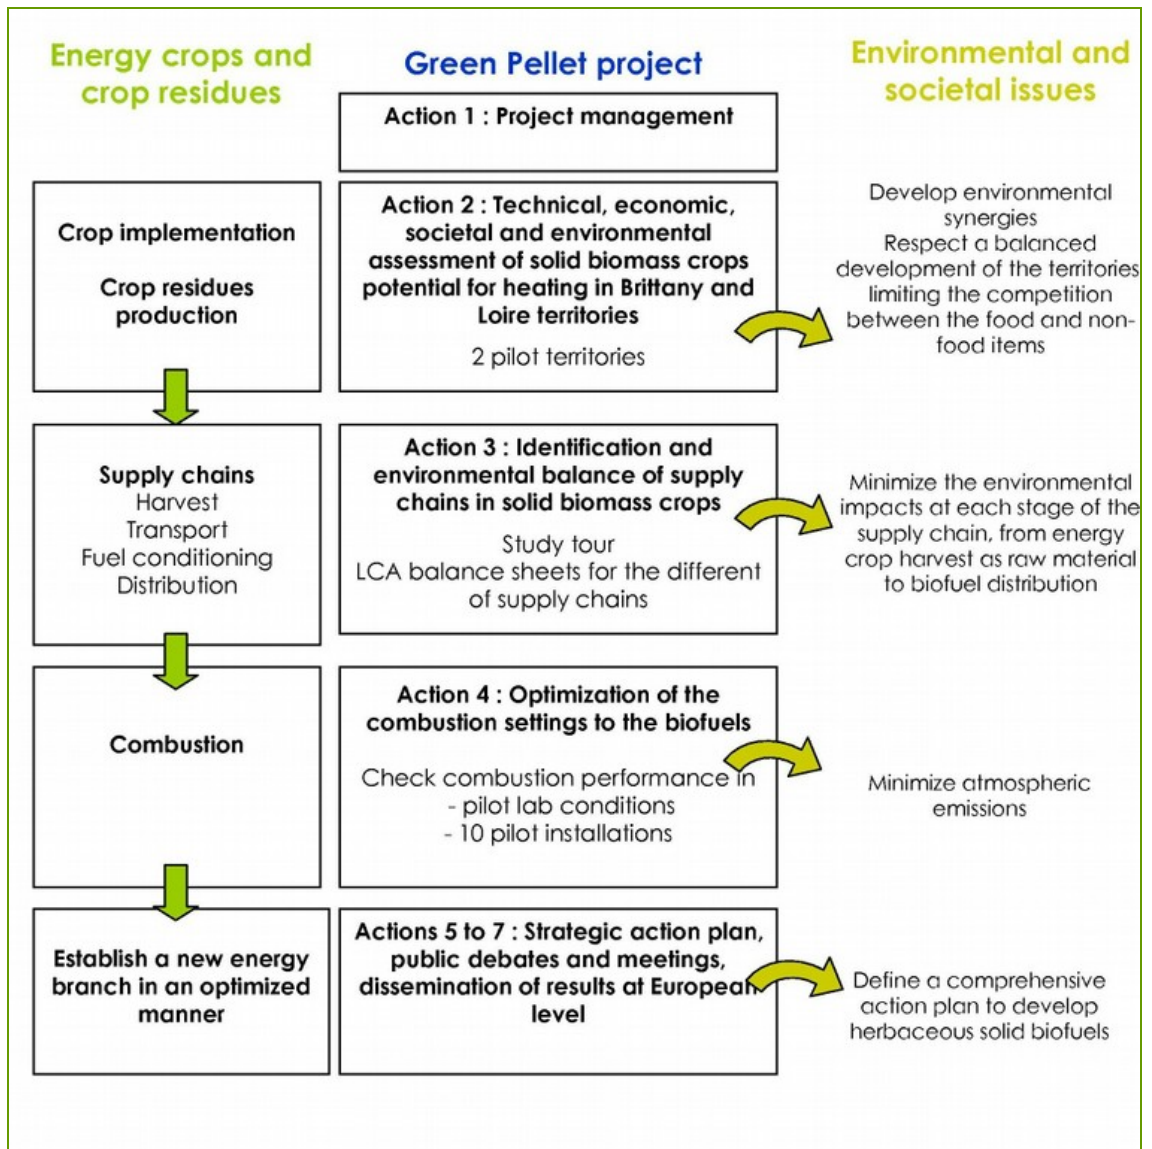 Energy crops and
crop residues
Green Pellet project
Environmental and
societal issues
Action 1 : Project management
Crop implementation
Crop residues
production
Action 2 : Technical, economic,
societal and environmental
assessment of solid biomass crops
potential for heating in Brittany and
Loire territories
2 pilot territories
Develop environmental
synergies
Respect a balanced
development of the territories
limiting the competition
between the food and non-
food items
Supply chains
Harvest
Transport
Fuel conditioning
Distribution
Action 3 : Identification and
environmental balance of supply
chains in solid biomass crops
Study tour
LCA balance sheets for the different
of supply chains
Minimize the environmental
impacts at each stage of the
supply chain, from energy
crop harvest as raw material
to biofuel distribution
Combustion
Action 4 : Optimization of the
combustion settings to the biofuels
Check combustion performance in
- pilot lab conditions
- 10 pilot installations
Minimize atmospheric
emissions
Establish a new energy
branch in an optimized
manner
Actions 5 to 7 : Strategic action plan,
public debates and meetings,
dissemination of results at European
level
Define a comprehensive
action plan to develop
herbaceous solid biofuels